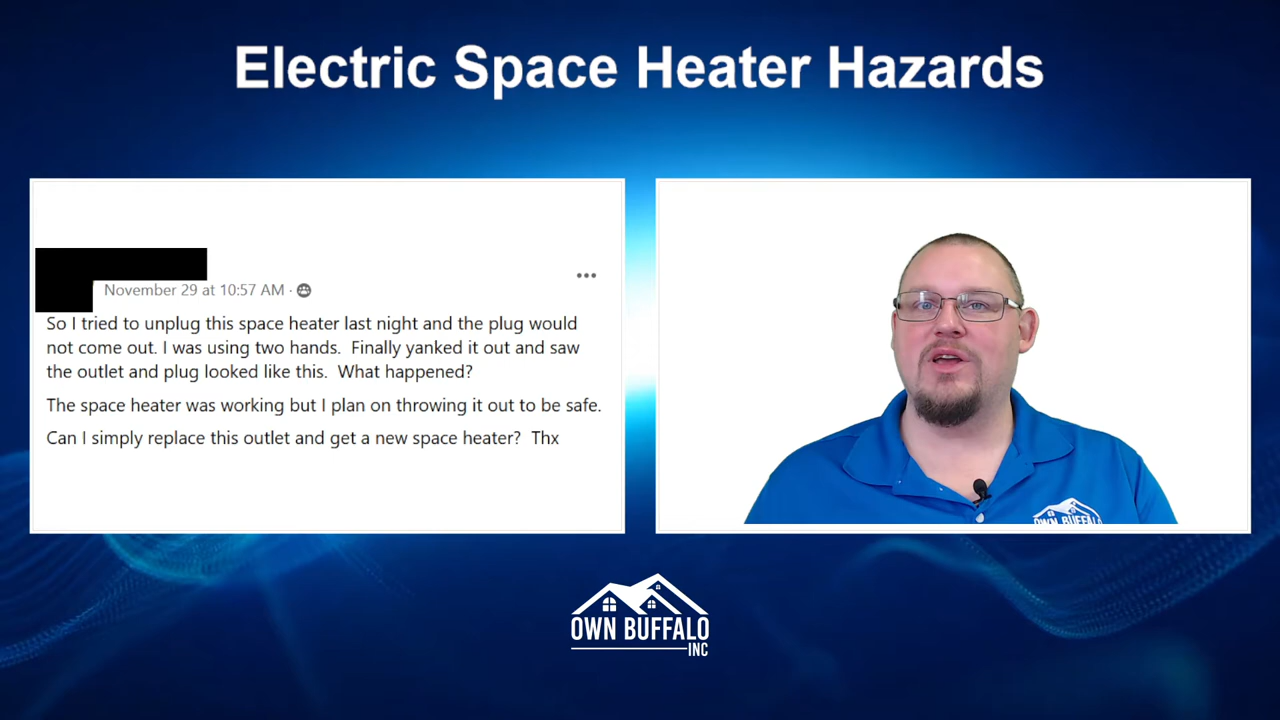 Electric Space Heater Hazards
November 29 at 10:57 AM ·
So I tried to unplug this space heater last night and the plug would
not come out. I was using two hands.  Finally yanked it out and saw
the outlet and plug looked like this.  What happened?
The space heater was working but I plan on throwing it out to be safe.
Can I simply replace this outlet and get a new space heater?  Thx
OWN BUFFALO
OWN BUFFALO
INC